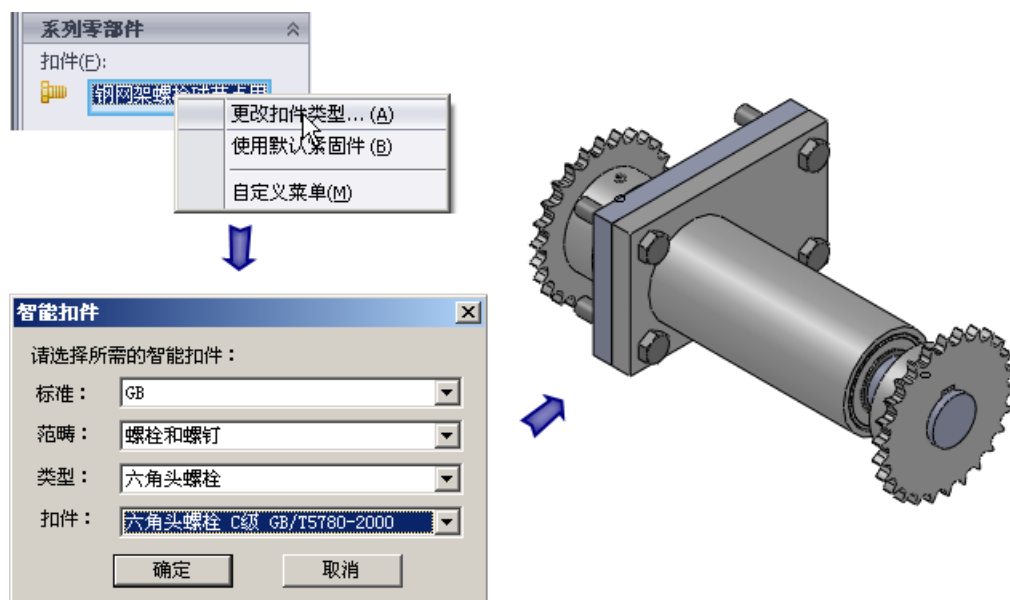 系列零部件
扣件(F):
钢网架螺栓球节点用
更改扣件类型... (A)
使用默认紧固件 (B)
自定义菜单(M)
智能扣件
请选择所需的智能扣件：
标准：
GB
范畴：
螺栓和螺钉
类型：
六角头螺栓
扣件：
六角头螺栓 C级 GB/T5780-2000
确定
取消